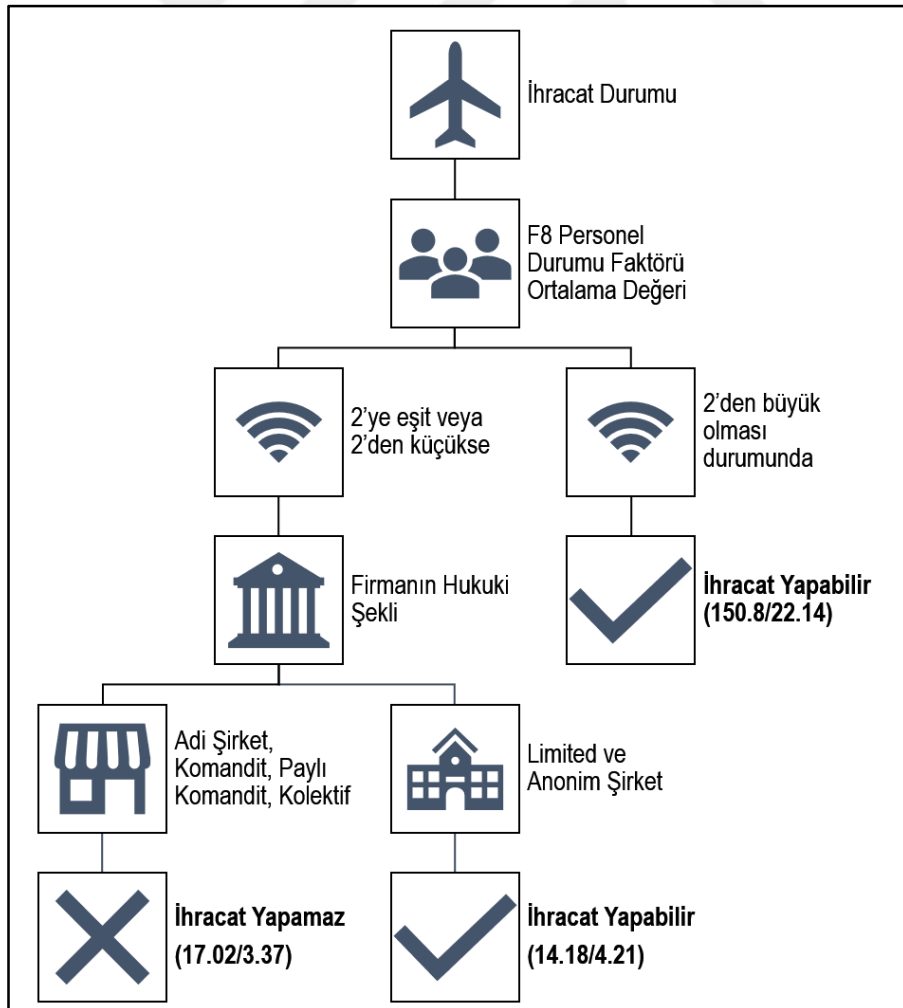 İhracat Durumu
F8 Personel
Durumu Faktörü
Ortalama Değeri
2'ye eşit veya
2'den küçükse
2'den büyük
olması
durumunda
Firmanın Hukuki
Şekli
İhracat Yapabilir
(150.8/22.14)
Adi Şirket,
Komandit, Paylı
Komandit, Kolektif
Limited ve
Anonim Şirket
İhracat Yapamaz
(17.02/3.37)
İhracat Yapabilir
(14.18/4.21)